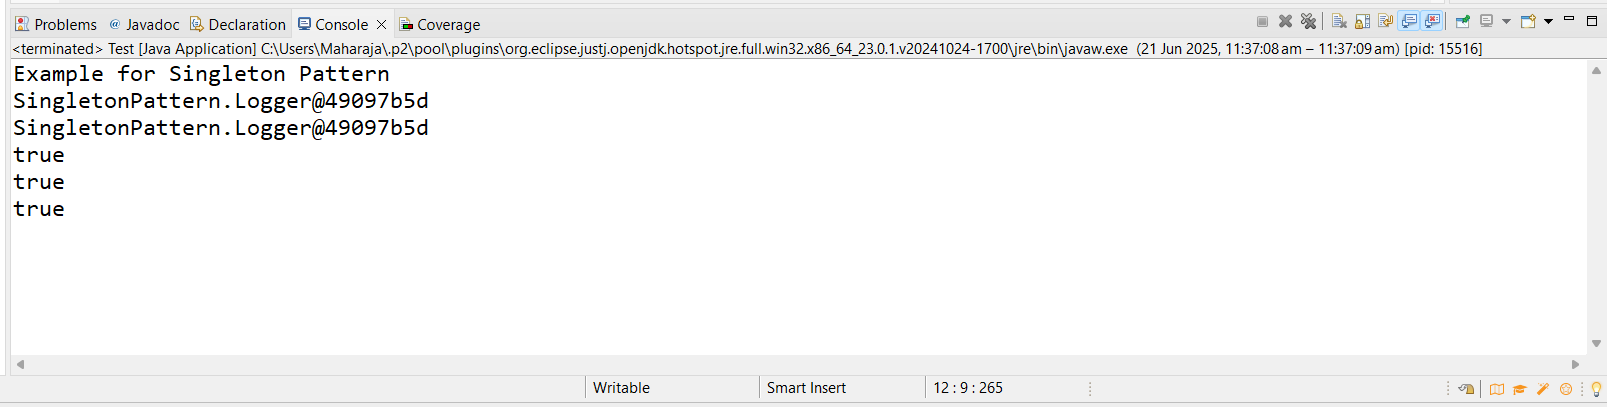 Problems @ Javadoc Declaration Console Coverage
<terminated> Test [Java Application] C:\Users\Maharaja\.p2\pool\plugins\org.eclipse.justj.openjdk.hotspot.jre.full.win32.x86_64_23.0.1.v20241024-1700\jre\bin\javaw.exe (21 Jun 2025, 11:37:08 am – 11:37:09 am) [pid: 15516]
Example for Singleton Pattern
SingletonPattern.Logger@49097b5d
SingletonPattern.Logger@49097b5d
true
true
true
Writable Smart Insert 12 : 9 : 265